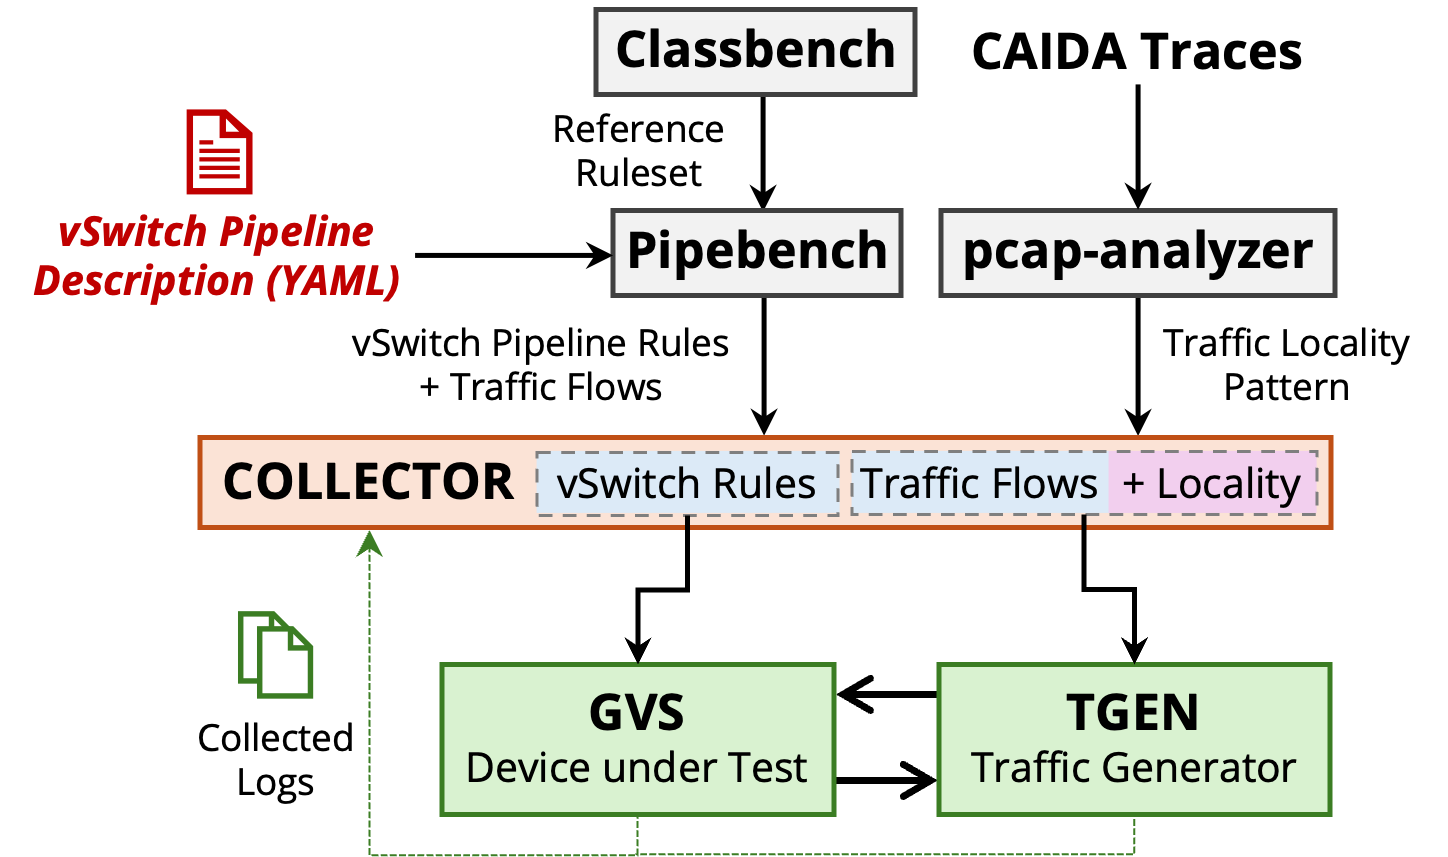 Classbench
CAIDA Traces
Reference
Ruleset
vSwitch Pipeline
Description (YAML)
Pipebench
pcap-analyzer
vSwitch Pipeline Rules
+ Traffic Flows
Traffic Locality
Pattern
COLLECTOR
vSwitch Rules
Traffic Flows + Locality
GVS
Device under Test
TGEN
Traffic Generator
Collected
Logs